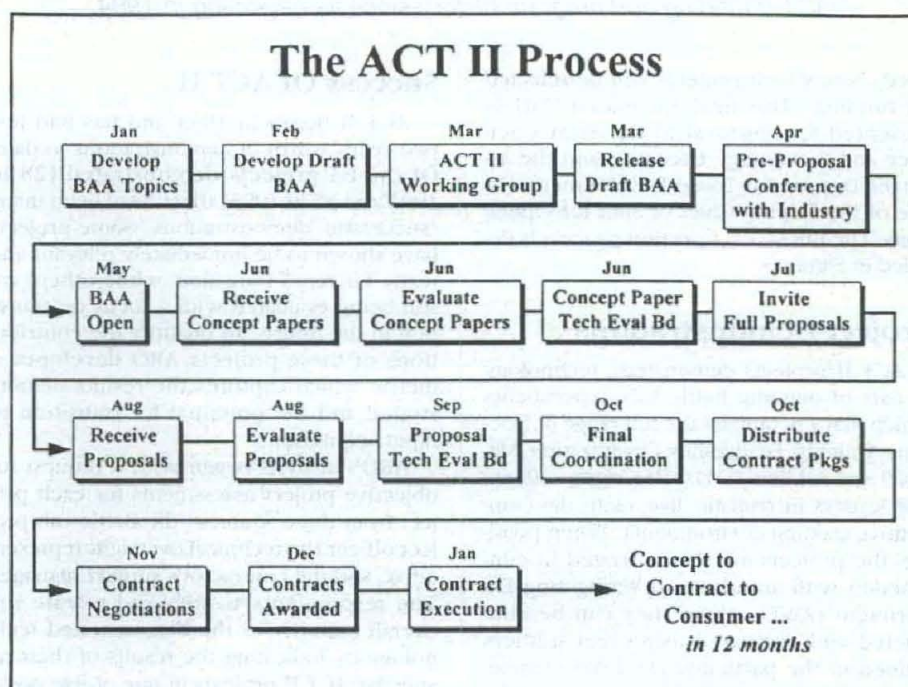 The ACT II Process
Jan
Develop
BAA Topics
Feb
Develop Draft
BAA
Mar
ACT II
Working Group
Mar
Release
Draft BAA
Apr
Pre-Proposal
Conference
with Industry
May
BAA
Open
Jun
Receive
Concept Papers
Jun
Evaluate
Concept Papers
Jun
Concept Paper
Tech Eval Bd
Jul
Invite
Full Proposals
Aug
Receive
Proposals
Aug
Evaluate
Proposals
Sep
Proposal
Tech Eval Bd
Oct
Final
Coordination
Oct
Distribute
Contract Pkgs
Nov
Negotiations
Dec
Contracts
Awarded
Jan
Contract
Execution
Concept to
Contract to
Consumer ...
in 12 months